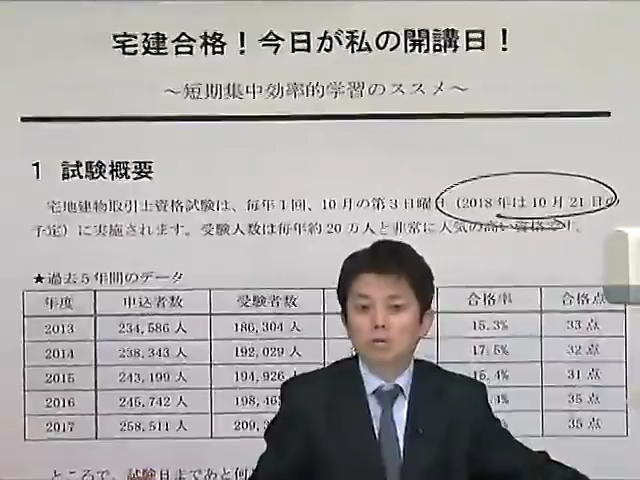 宅建合格！今日が私の開講日！
～短期集中効率的学習のススメ～
1 試験概要
宅地建物取引士資格試験は、毎年1回、10月の第3日曜日（2018年は10月21日の
予定）に実施されます。受験人数は毎年約20万人と非常に人気の高い資格です。
★過去5年間のデータ
年度 申込者数 受験者数 合格率 合格点
2013 234,586人 186,304人 15.3% 33点
2014 238,343人 192,029人 17.5% 32点
2015 243,199人 194,926 15.4% 31点
2016 245,742人 198,46 35点
2017 258,511人 209, 35点
ところで、試験日まであと何